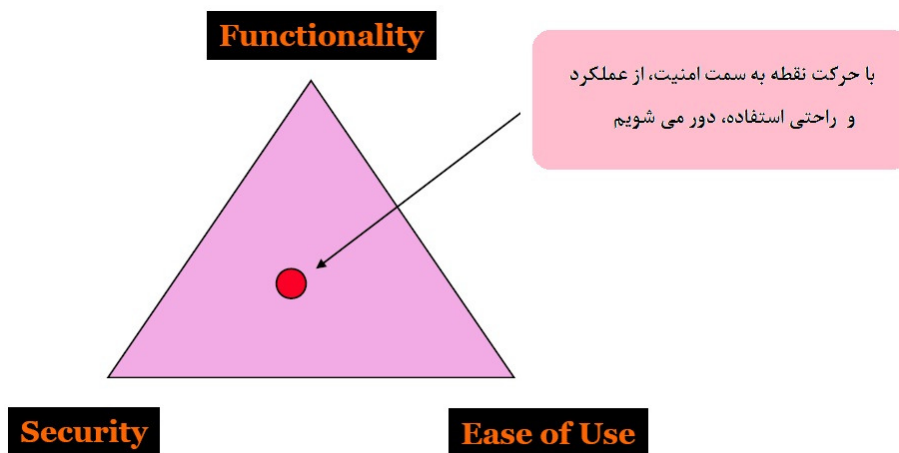 Functionality
با حرکت نقطه به سمت امنیت، از عملکرد
و راحتی استفاده، دور می شویم
Security
Ease of Use